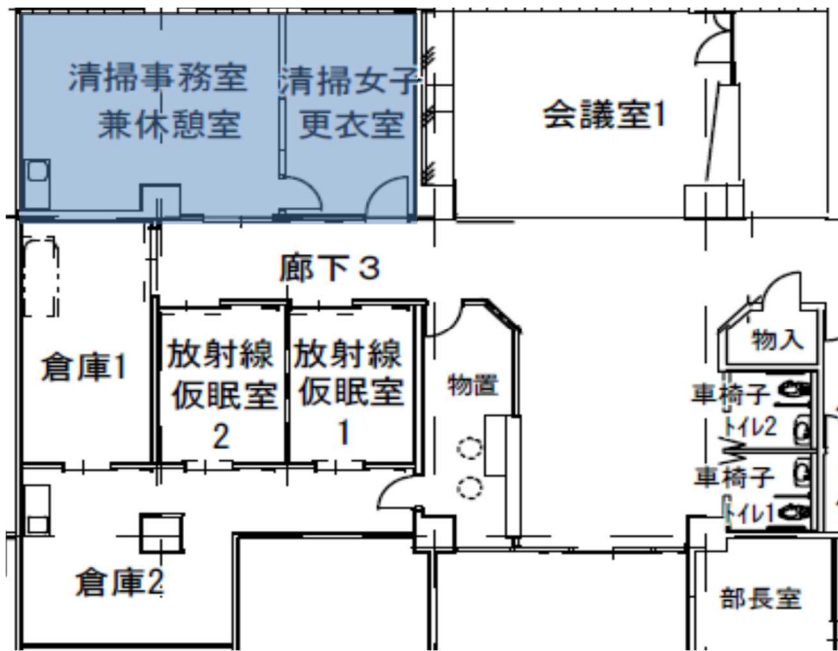 清掃事務室
兼休憩室
清掃女子
更衣室
会議室1
廊下3
倉庫1
放射線
仮眠室
2
放射線
仮眠室
1
物置
物入
車椅子
トイレ2
車椅子
トイレ1
倉庫2
部長室